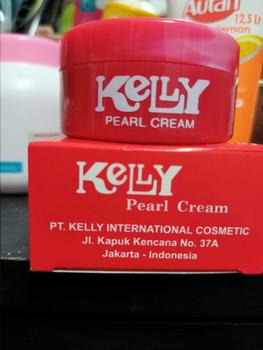 Autan
12,5 Lt
KELLY
PEARL CREAM
KELLY
Pearl Cream
PT. KELLY INTERNATIONAL COSMETIC
Jl. Kapuk Kencana No. 37A
Jakarta - Indonesia